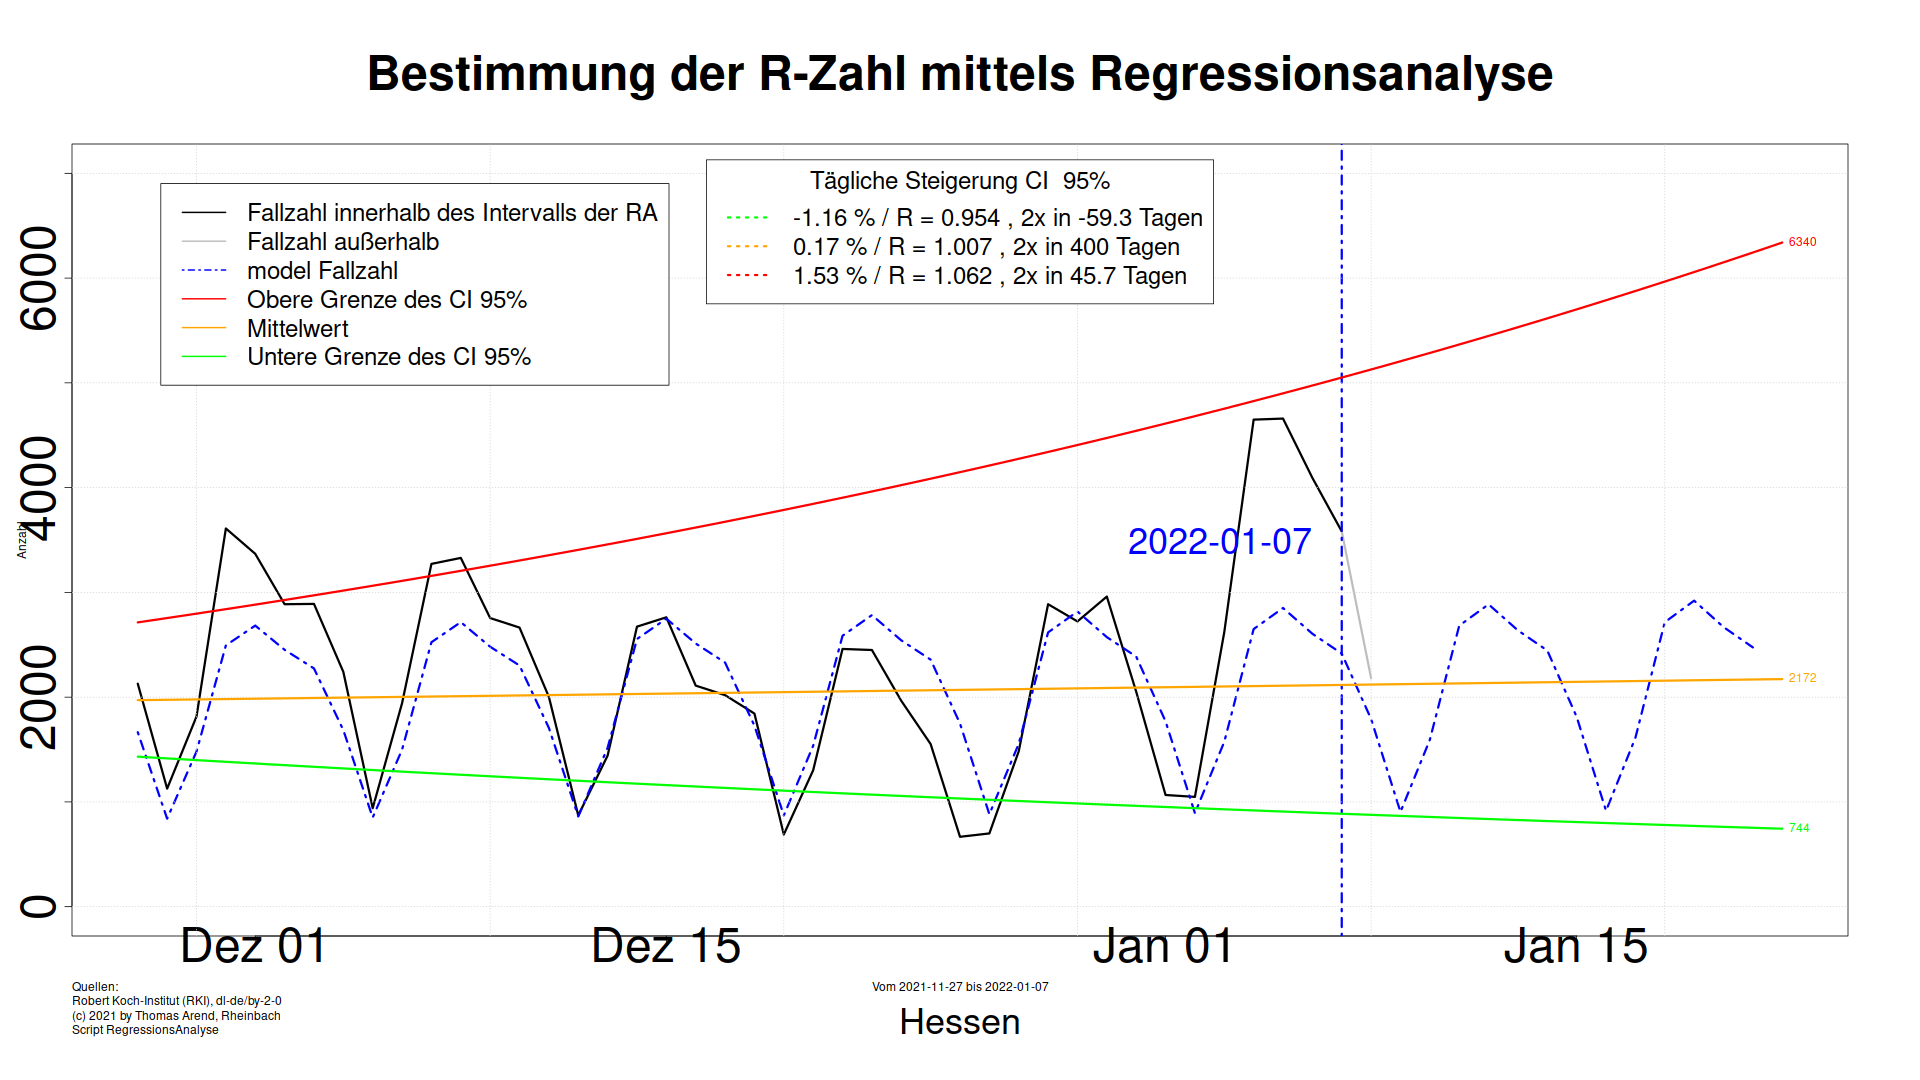 Bestimmung der R-Zahl mittels Regressionsanalyse
Fallzahl innerhalb des Intervalls der RA
Fallzahl außerhalb
model Fallzahl
Obere Grenze des CI 95%
Mittelwert
Untere Grenze des CI 95%
Tägliche Steigerung CI  95%
-1.16 % / R = 0.954 , 2x in -59.3 Tagen
0.17 % / R = 1.007 , 2x in 400 Tagen
1.53 % / R = 1.062 , 2x in 45.7 Tagen
6340
2172
744
2022-01-07
6000
4000
2000
0
Anzahl
Dez 01
Dez 15
Jan 01
Jan 15
Quellen:
Robert Koch-Institut (RKI), dl-de/by-2-0
(c) 2021 by Thomas Arend, Rheinbach
Script RegressionsAnalyse
Vom 2021-11-27 bis 2022-01-07
Hessen